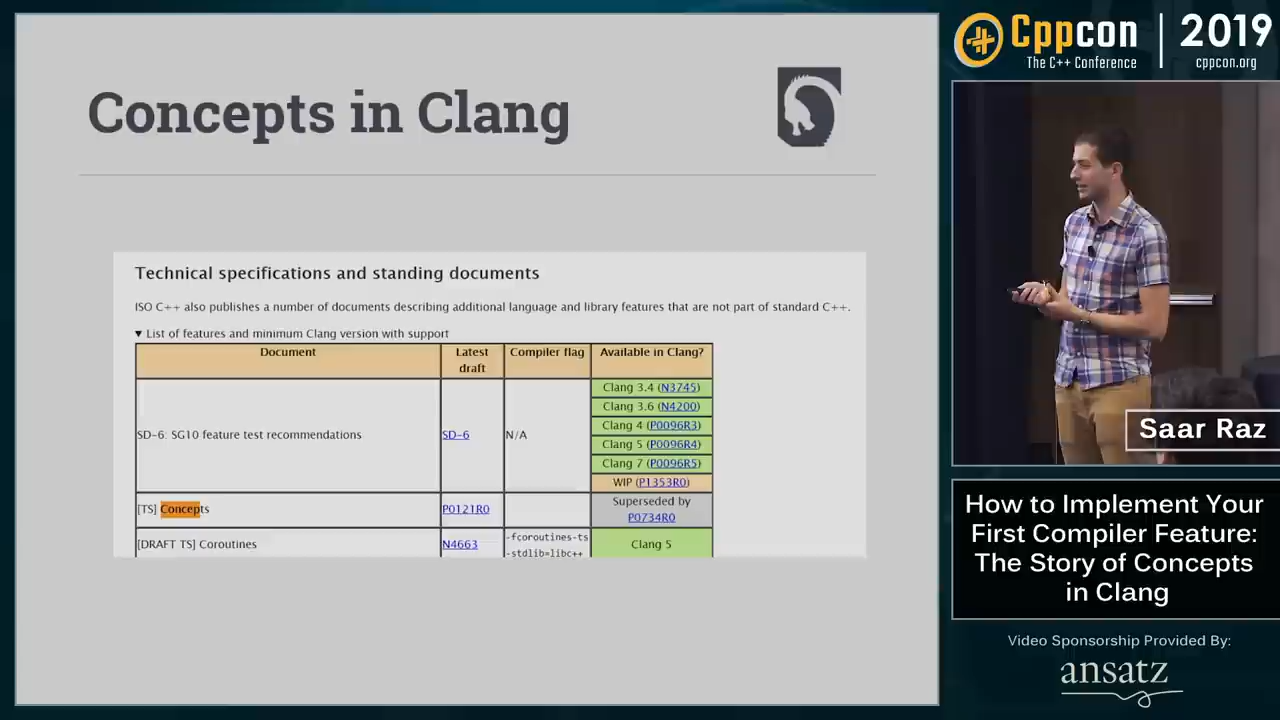 Concepts in Clang
Technical specifications and standing documents
ISO C++ also publishes a number of documents describing additional language and library features that are not part of standard C++.
▼ List of features and minimum Clang version with support
Document
Latest draft
Compiler flag
Available in Clang?
SD-6: SG10 feature test recommendations
SD-6
N/A
Clang 3.4 (N3745)
Clang 3.6 (N4200)
Clang 4 (P0096R3)
Clang 5 (P0096R4)
Clang 7 (P0096R5)
WIP (P1353R0)
[TS] Concepts
P0121R0
Superseded by
P0734R0
[DRAFT TS] Coroutines
N4663
-fcoroutines-ts
-stdlib=libc++
Clang 5
Cppcon
The C++ Conference
2019
cppcon.org
Saar Raz
How to Implement Your
First Compiler Feature:
The Story of Concepts
in Clang
Video Sponsorship Provided By:
ansatz